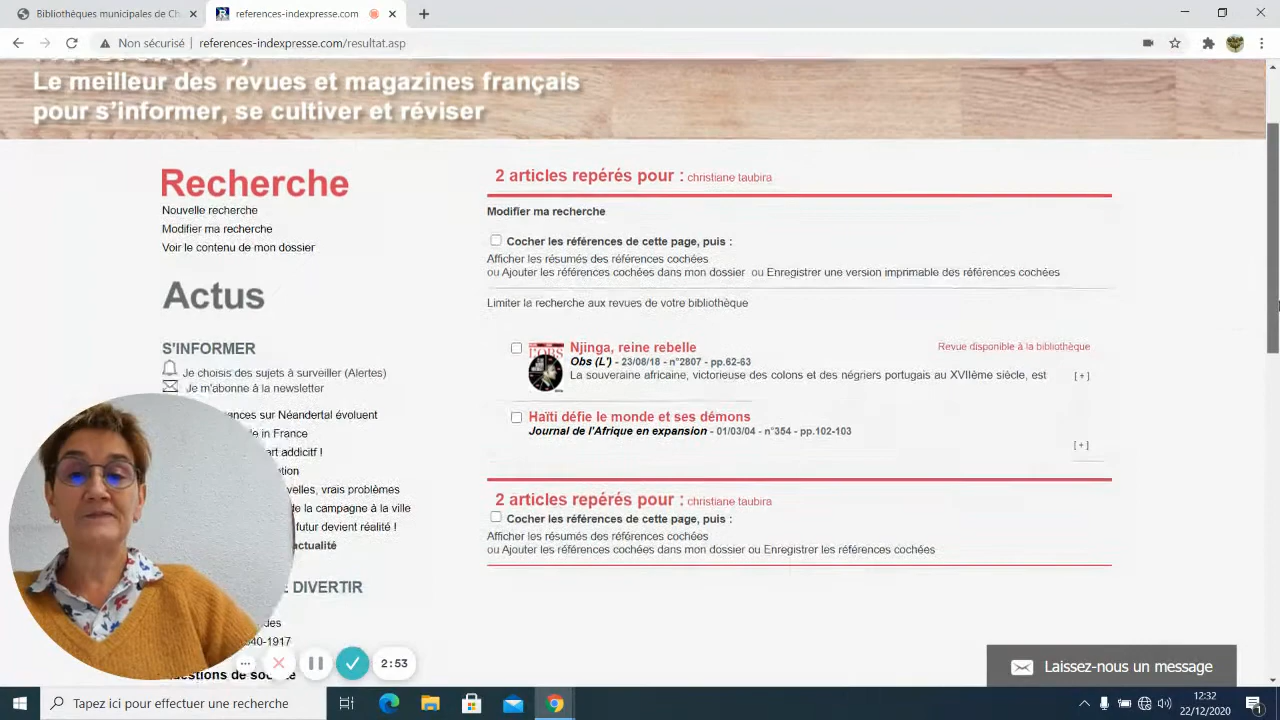 Bibliothèques municipales de Ch
references-indexpresse.com
Non sécurisé
references-indexpresse.com/resultat.asp
Le meilleur des revues et magazines français
pour s'informer, se cultiver et réviser
Recherche
Nouvelle recherche
Modifier ma recherche
Voir le contenu de mon dossier
Actus
S'INFORMER
Je choisis des sujets à surveiller (Alertes)
Je m'abonne à la newsletter
ances sur Néandertal évoluent
e in France
art addicitf !
tion
velles, vrais problèmes
de la campagne à la ville
futur devient réalité !
actualité
E DIVERTIR
des
40-1917
uestions de société
2 articles repérés pour : christiane taubira
Modifier ma recherche
Cocher les références de cette page, puis :
Afficher les résumés des références cochées
ou Ajouter les références cochées dans mon dossier ou Enregistrer une version imprimable des références cochées
Limiter la recherche aux revues de votre bibliothèque
l'OBS
Njinga, reine rebelle
Revue disponible à la bibliothèque
Obs (L') - 23/08/18 - n°2807 - pp.62-63
La souveraine africaine, victorieuse des colons et des négriers portugais au XVIIème siècle, est
[ + ]
Haïti défie le monde et ses démons
Journal de l'Afrique en expansion - 01/03/04 - n°354 - pp.102-103
[ + ]
2 articles repérés pour : christiane taubira
Cocher les références de cette page, puis :
Afficher les résumés des références cochées
ou Ajouter les références cochées dans mon dossier ou Enregistrer les références cochées
2:53
Laissez-nous un message
Tapez ici pour effectuer une recherche
12:32
22/12/2020
1